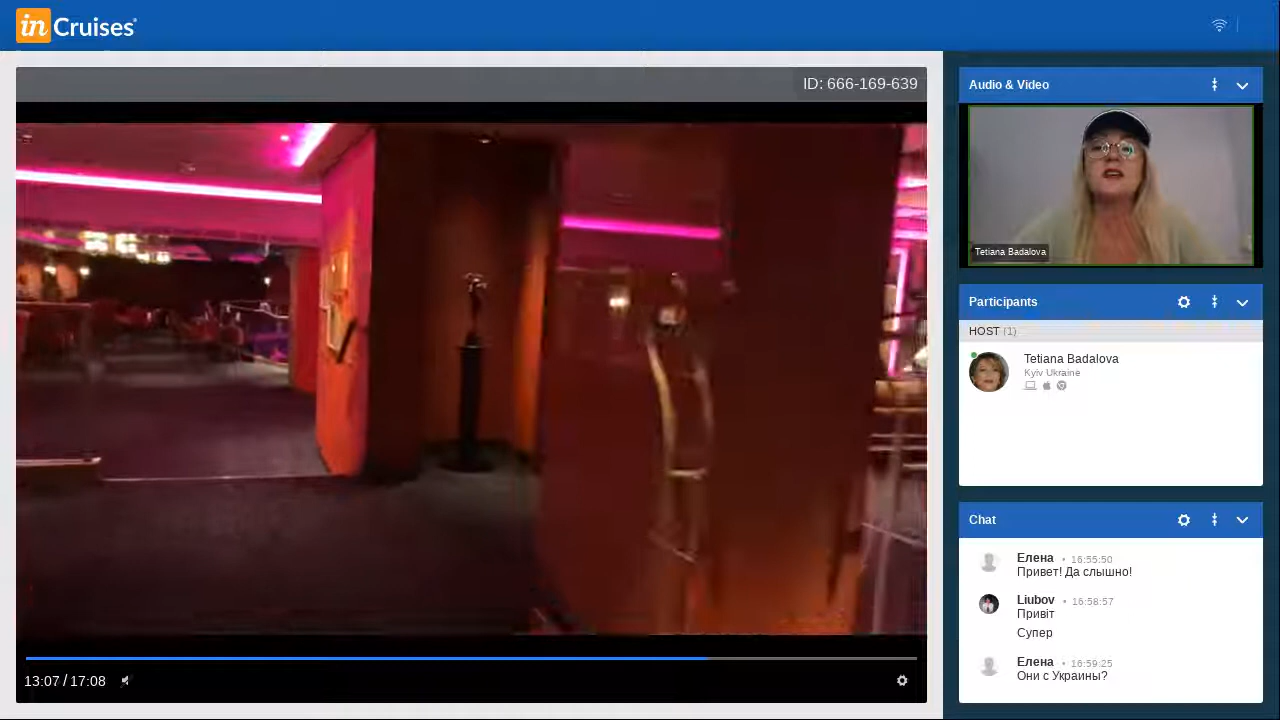 in Cruises
ID: 666-169-639
13:07 / 17:08
Audio & Video
Tetiana Badalova
Participants
HOST (1)
Tetiana Badalova
Kyiv Ukraine
Chat
Елена • 16:55:50
Привет! Да слышно!
Liubov • 16:58:57
Привіт
Супер
Елена • 16:59:25
Они с Украины?